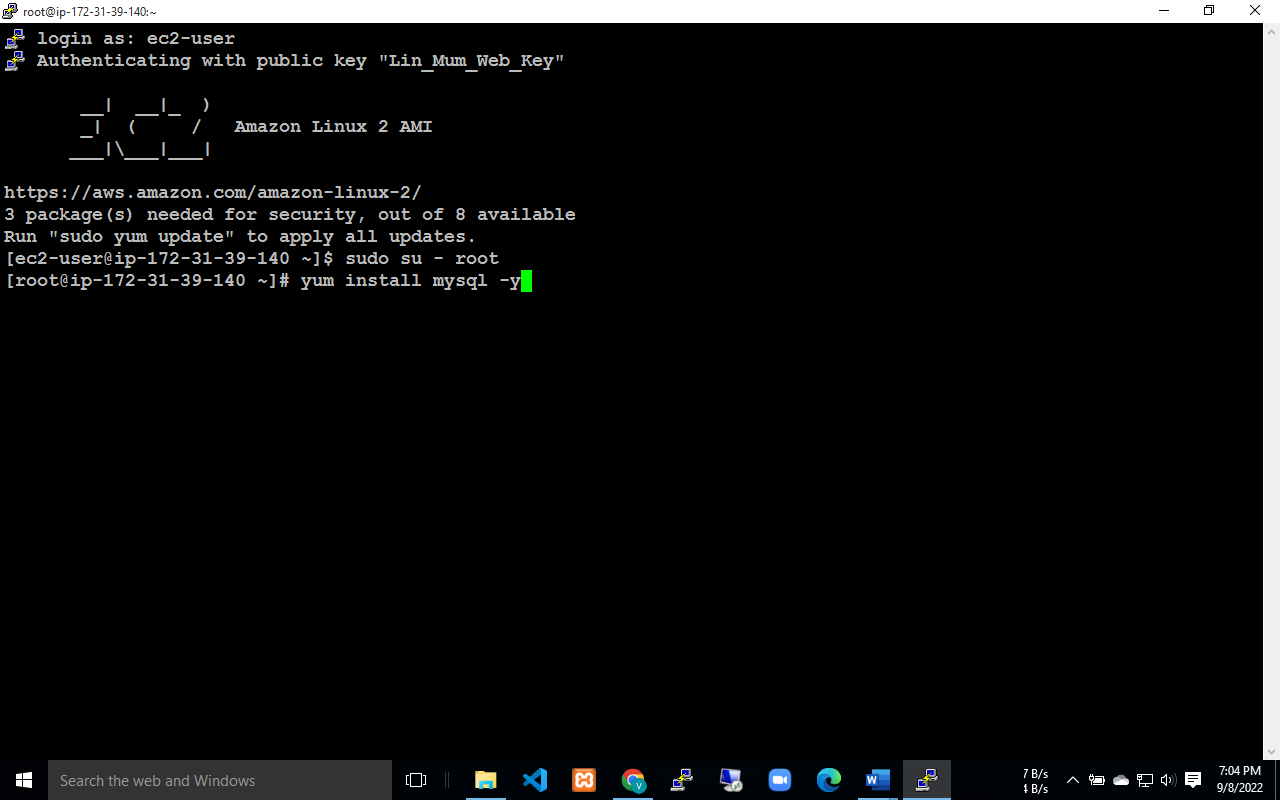 root@ip-172-31-39-140:~
login as: ec2-user
Authenticating with public key "Lin_Mum_Web_Key"
__|  __|_  )
_|  (     /   Amazon Linux 2 AMI
___|\___|___|
https://aws.amazon.com/amazon-linux-2/
3 package(s) needed for security, out of 8 available
Run "sudo yum update" to apply all updates.
[ec2-user@ip-172-31-39-140 ~]$ sudo su - root
[root@ip-172-31-39-140 ~]# yum install mysql -y
Search the web and Windows
7 B/s
B/s
7:04 PM
9/8/2022